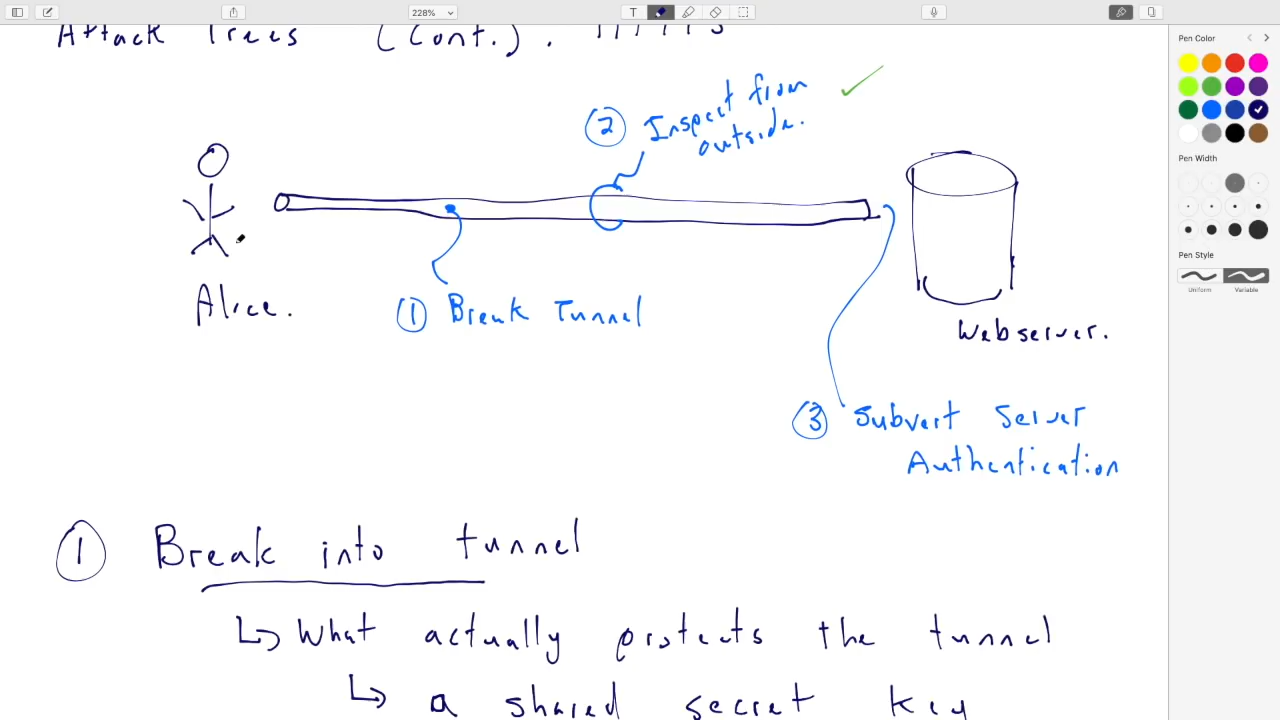 228%
Attack Trees (Cont.).
Pen Color
② Inspect from
outside.
Pen Width
Pen Style
Uniform Variable
Alice.
① Break Tunnel
Webserver.
③ Subvert Server
Authentication
① Break into tunnel
↳ What actually protects the tunnel
↳ a shared secret key